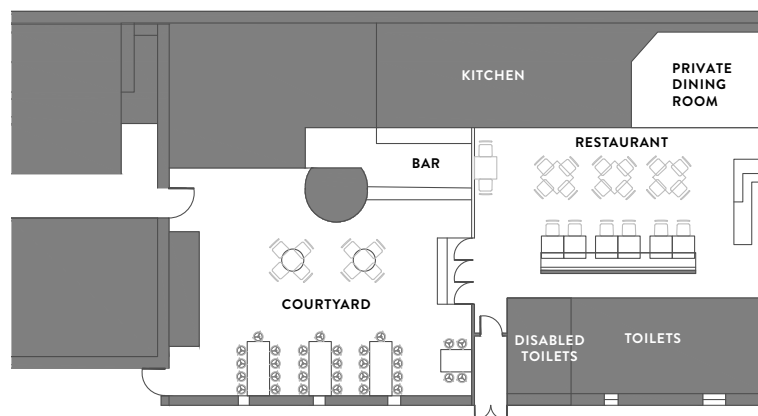 KITCHEN
PRIVATE
DINING
ROOM
RESTAURANT
BAR
COURTYARD
DISABLED
TOILETS
TOILETS